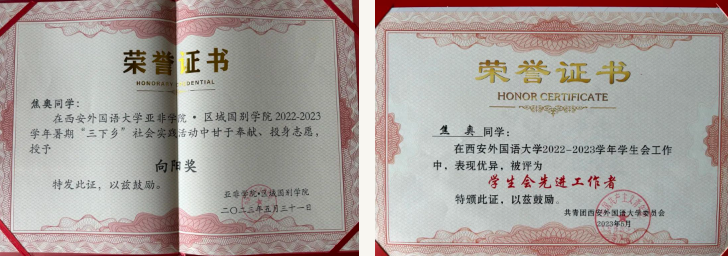 荣誉证书
HONORARY CREDENTIAL
焦奥同学：
在西安外国语大学亚非学院·区域国别学院2022-2023
学年暑期“三下乡”社会实践活动中甘于奉献、投身志愿，
授予
向阳奖
特发此证，以兹鼓励。
亚非学院·区域国别学院
二〇二三年五月三十一日
荣誉证书
HONOR CERTIFICATE
焦奥同学：
在西安外国语大学2022-2023学年学生会工作
中，表现优异，被评为
学生会先进工作者
特颁此证，以兹鼓励。
共青团西安外国语大学委员会
2023年5月